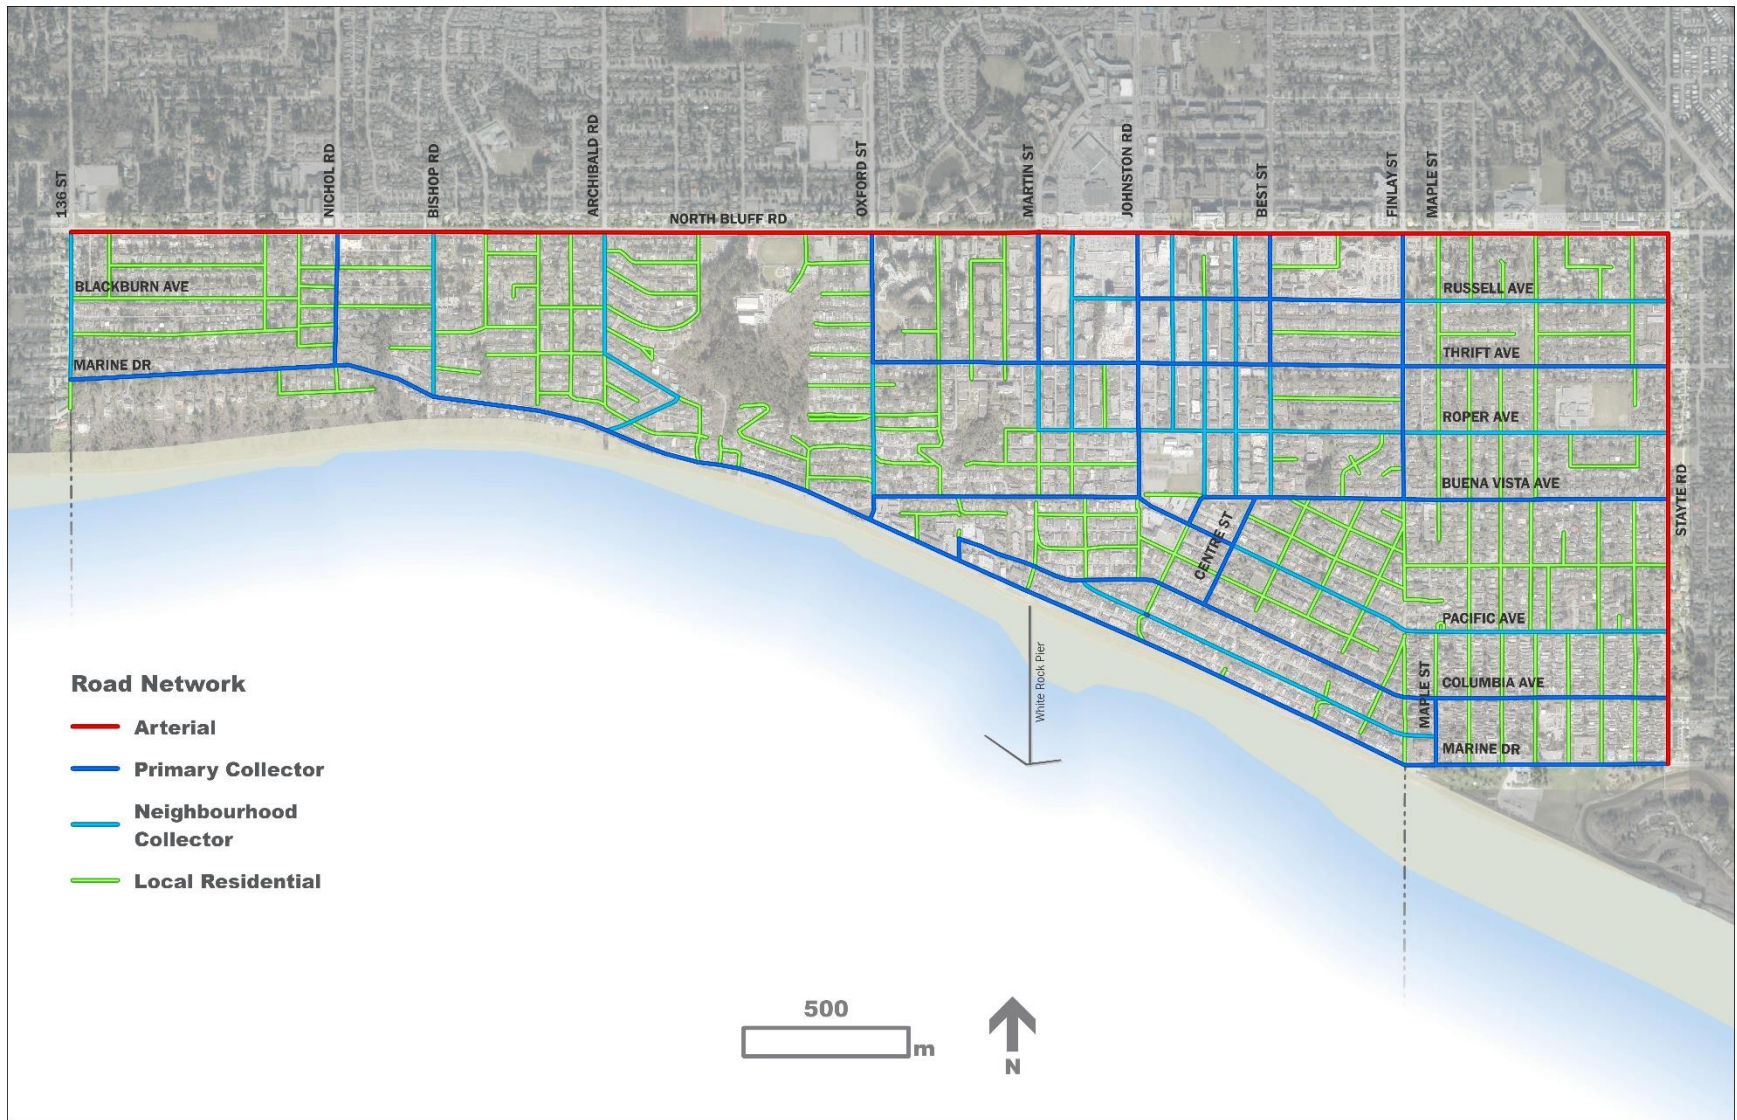 136 ST
NICHOL RD
BISHOP RD
ARCHIBALD RD
OXFORD ST
MARTIN ST
JOHNSTON RD
BEST ST
FINLAY ST
MAPLE ST
NORTH BLUFF RD
BLACKBURN AVE
RUSSELL AVE
MARINE DR
THRIFT AVE
ROPER AVE
BUENA VISTA AVE
STAYTE RD
CENTRE ST
PACIFIC AVE
White Rock Pier
MAPLE ST
COLUMBIA AVE
MARINE DR
Road Network
Arterial
Primary Collector
Neighbourhood
Collector
Local Residential
500
m
N